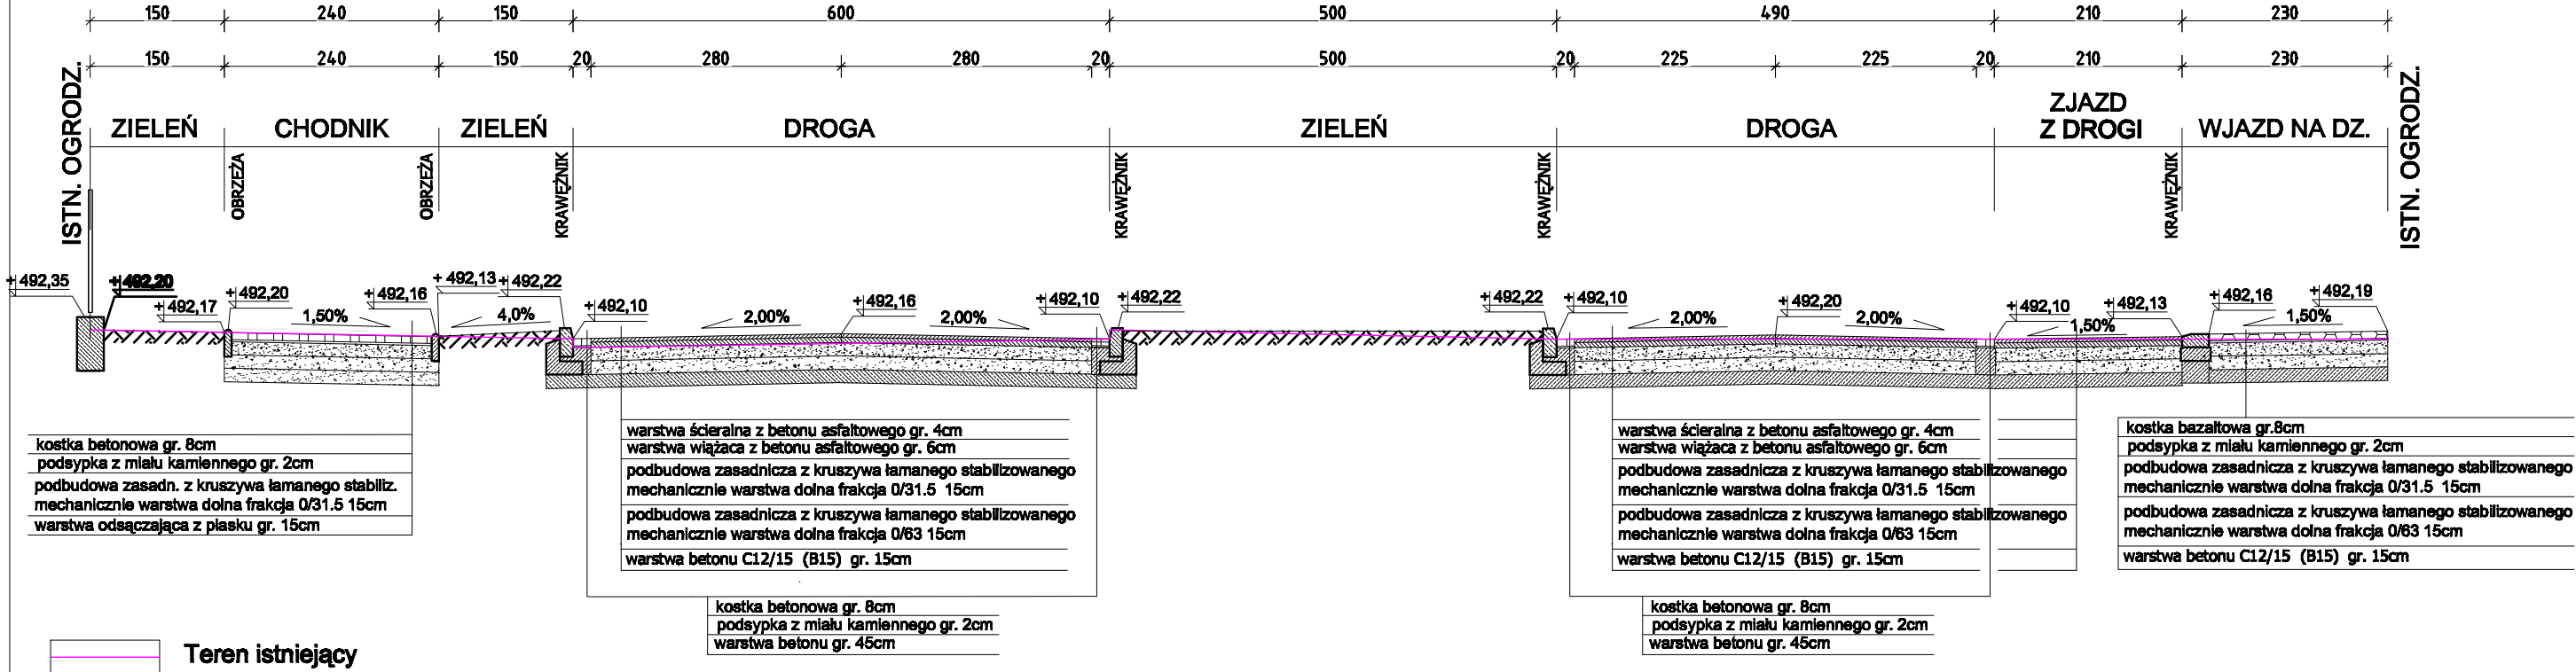 150 240 150 600 500 490 210 230
150 240 150 20 280 280 20 500 20 225 225 20 210 230
ISTN. OGRODZ.
ZIELEŃ CHODNIK ZIELEŃ DROGA ZIELEŃ DROGA ZJAZD
Z DROGI WJAZD NA DZ.
ISTN. OGRODZ.
OBRZEŻA
OBRZEŻA
KRAWĘŻNIK
KRAWĘŻNIK
KRAWĘŻNIK
KRAWĘŻNIK
+492,35 +492,20 +492,17 +492,20 1,50% +492,16 +492,13 4,0% +492,22 +492,10 2,00% +492,16 2,00% +492,10 +492,22 +492,22 +492,10 2,00% +492,20 2,00% +492,10 1,50% +492,13 +492,16 1,50% +492,19
kostka betonowa gr. 8cm
podsypka z miału kamiennego gr. 2cm
podbudowa zasadn. z kruszywa łamanego stabiliz.
mechanicznie warstwa dolna frakcja 0/31.5 15cm
warstwa odsączająca z piasku gr. 15cm
warstwa ścieralna z betonu asfaltowego gr. 4cm
warstwa wiążaca z betonu asfaltowego gr. 6cm
podbudowa zasadnicza z kruszywa łamanego stabilizowanego
mechanicznie warstwa dolna frakcja 0/31.5 15cm
podbudowa zasadnicza z kruszywa łamanego stabilizowanego
mechanicznie warstwa dolna frakcja 0/63 15cm
warstwa betonu C12/15 (B15) gr. 15cm
kostka betonowa gr. 8cm
podsypka z miału kamiennego gr. 2cm
warstwa betonu gr. 45cm
warstwa ścieralna z betonu asfaltowego gr. 4cm
warstwa wiążaca z betonu asfaltowego gr. 6cm
podbudowa zasadnicza z kruszywa łamanego stabilizowanego
mechanicznie warstwa dolna frakcja 0/31.5 15cm
podbudowa zasadnicza z kruszywa łamanego stabilizowanego
mechanicznie warstwa dolna frakcja 0/63 15cm
warstwa betonu C12/15 (B15) gr. 15cm
kostka betonowa gr. 8cm
podsypka z miału kamiennego gr. 2cm
warstwa betonu gr. 45cm
kostka bazaltowa gr.8cm
podsypka z miału kamiennego gr. 2cm
podbudowa zasadnicza z kruszywa łamanego stabilizowanego
mechanicznie warstwa dolna frakcja 0/31.5 15cm
podbudowa zasadnicza z kruszywa łamanego stabilizowanego
mechanicznie warstwa dolna frakcja 0/63 15cm
warstwa betonu C12/15 (B15) gr. 15cm
Teren istniejący